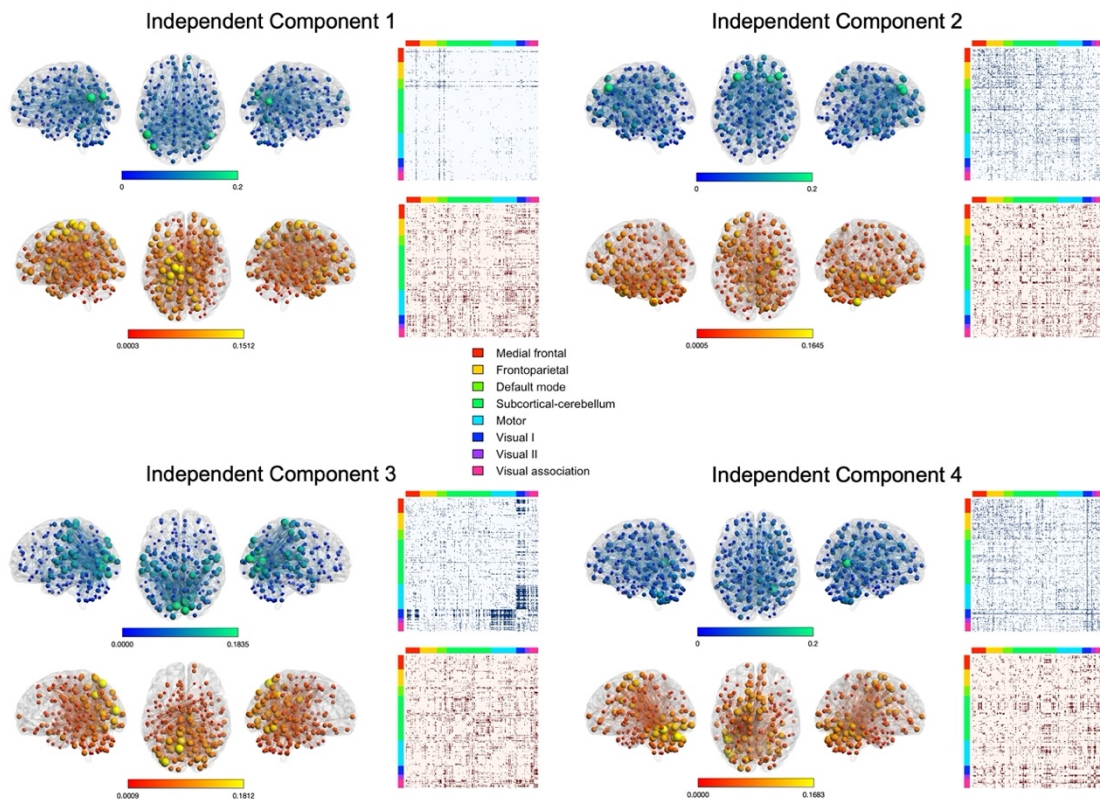 Independent Component 1
Independent Component 2
0
0.2
0
0.2
0.0003
0.1512
0.0005
0.1645
Medial frontal
Frontoparietal
Default mode
Subcortical-cerebellum
Motor
Visual I
Visual II
Visual association
Independent Component 3
Independent Component 4
0.0000
0.1835
0
0.2
0.0009
0.1812
0.0000
0.1683